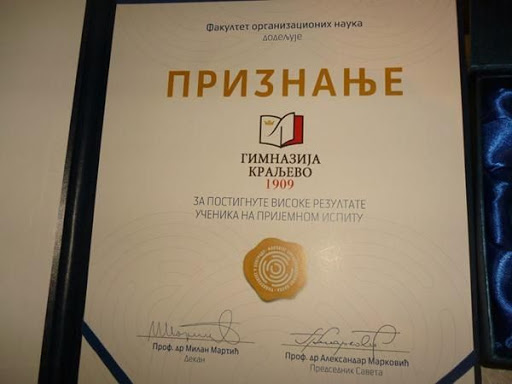 Факултет организационих наука
додељује
ПРИЗНАЊЕ
ГИМНАЗИЈА
КРАЉЕВО
1909
ЗА ПОСТИГНУТЕ ВИСОКЕ РЕЗУЛТАТЕ
УЧЕНИКА НА ПРИЈЕМНОМ ИСПИТУ
Проф. др Милан Мартић
Декан
Проф. др Александар Марковић
Председник Савета